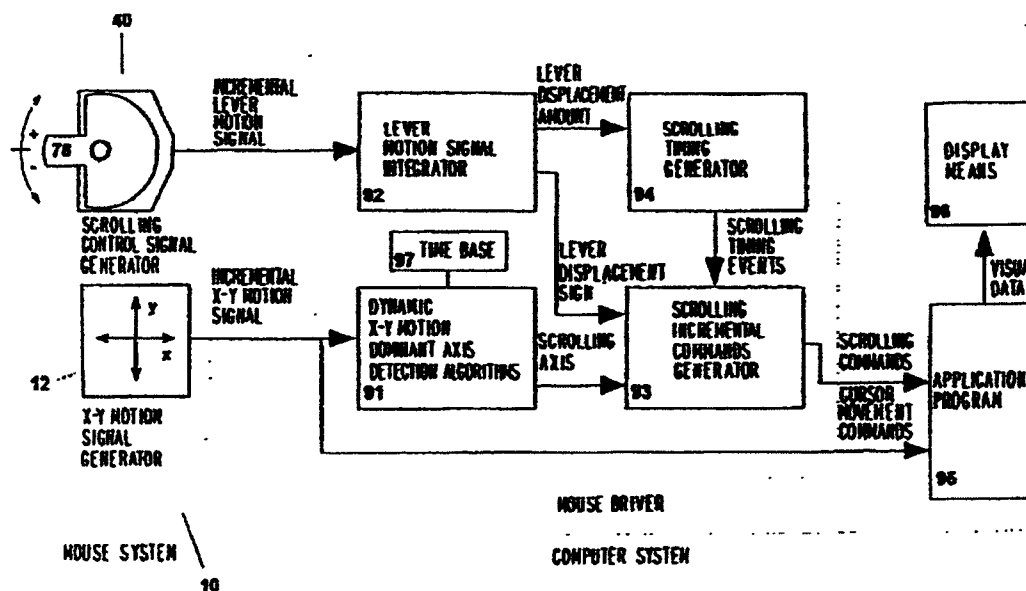 40
INCREMENTAL
LEVER
MOTION
SIGNAL
+
78
-
SCROLLING
CONTROL SIGNAL
GENERATOR
LEVER
MOTION SIGNAL
INTEGRATOR
92
LEVER
DISPLACEMENT
AMOUNT
SCROLLING
TIMING
GENERATOR
94
DISPLAY
MEANS
96
97 TIME BASE
LEVER
DISPLACEMENT
SIGN
SCROLLING
TIMING
EVENTS
VISUA
DATA
INCREMENTAL
X-Y MOTION
SIGNAL
y
x
12
X-Y MOTION
SIGNAL
GENERATOR
DYNAMIC
X-Y MOTION
DOMINANT AXIS
DETECTION ALGORITHMS
91
SCROLLING
AXIS
SCROLLING
INCREMENTAL
COMMANDS
GENERATOR
93
SCROLLING
COMMANDS
CURSOR
MOVEMENT
COMMANDS
APPLICATION
PROGRAM
95
MOUSE DRIVER
MOUSE SYSTEM
10
COMPUTER SYSTEM